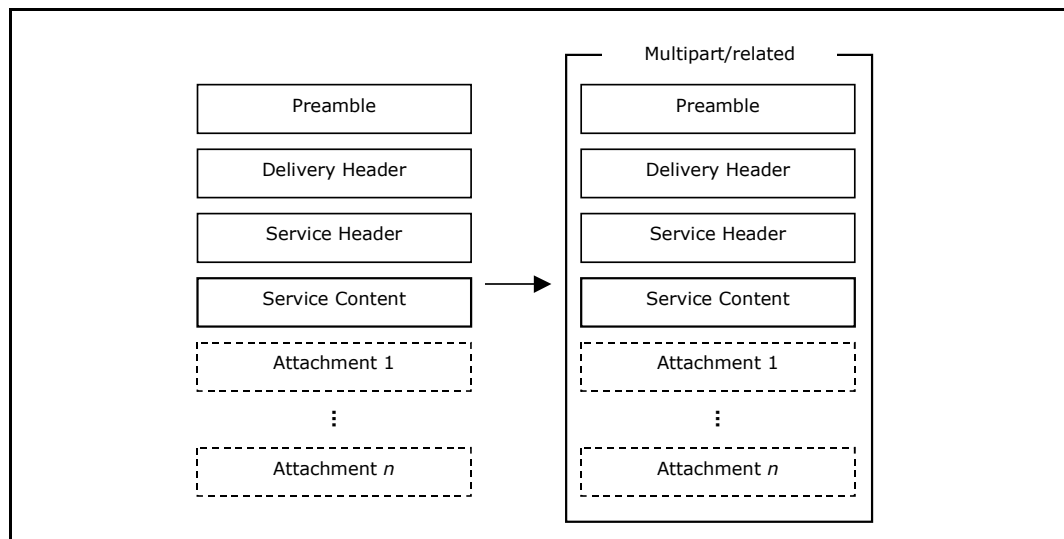 Multipart/related
Preamble
Preamble
Delivery Header
Delivery Header
Service Header
Service Header
Service Content
Service Content
Attachment 1
Attachment 1
⋮
⋮
Attachment n
Attachment n